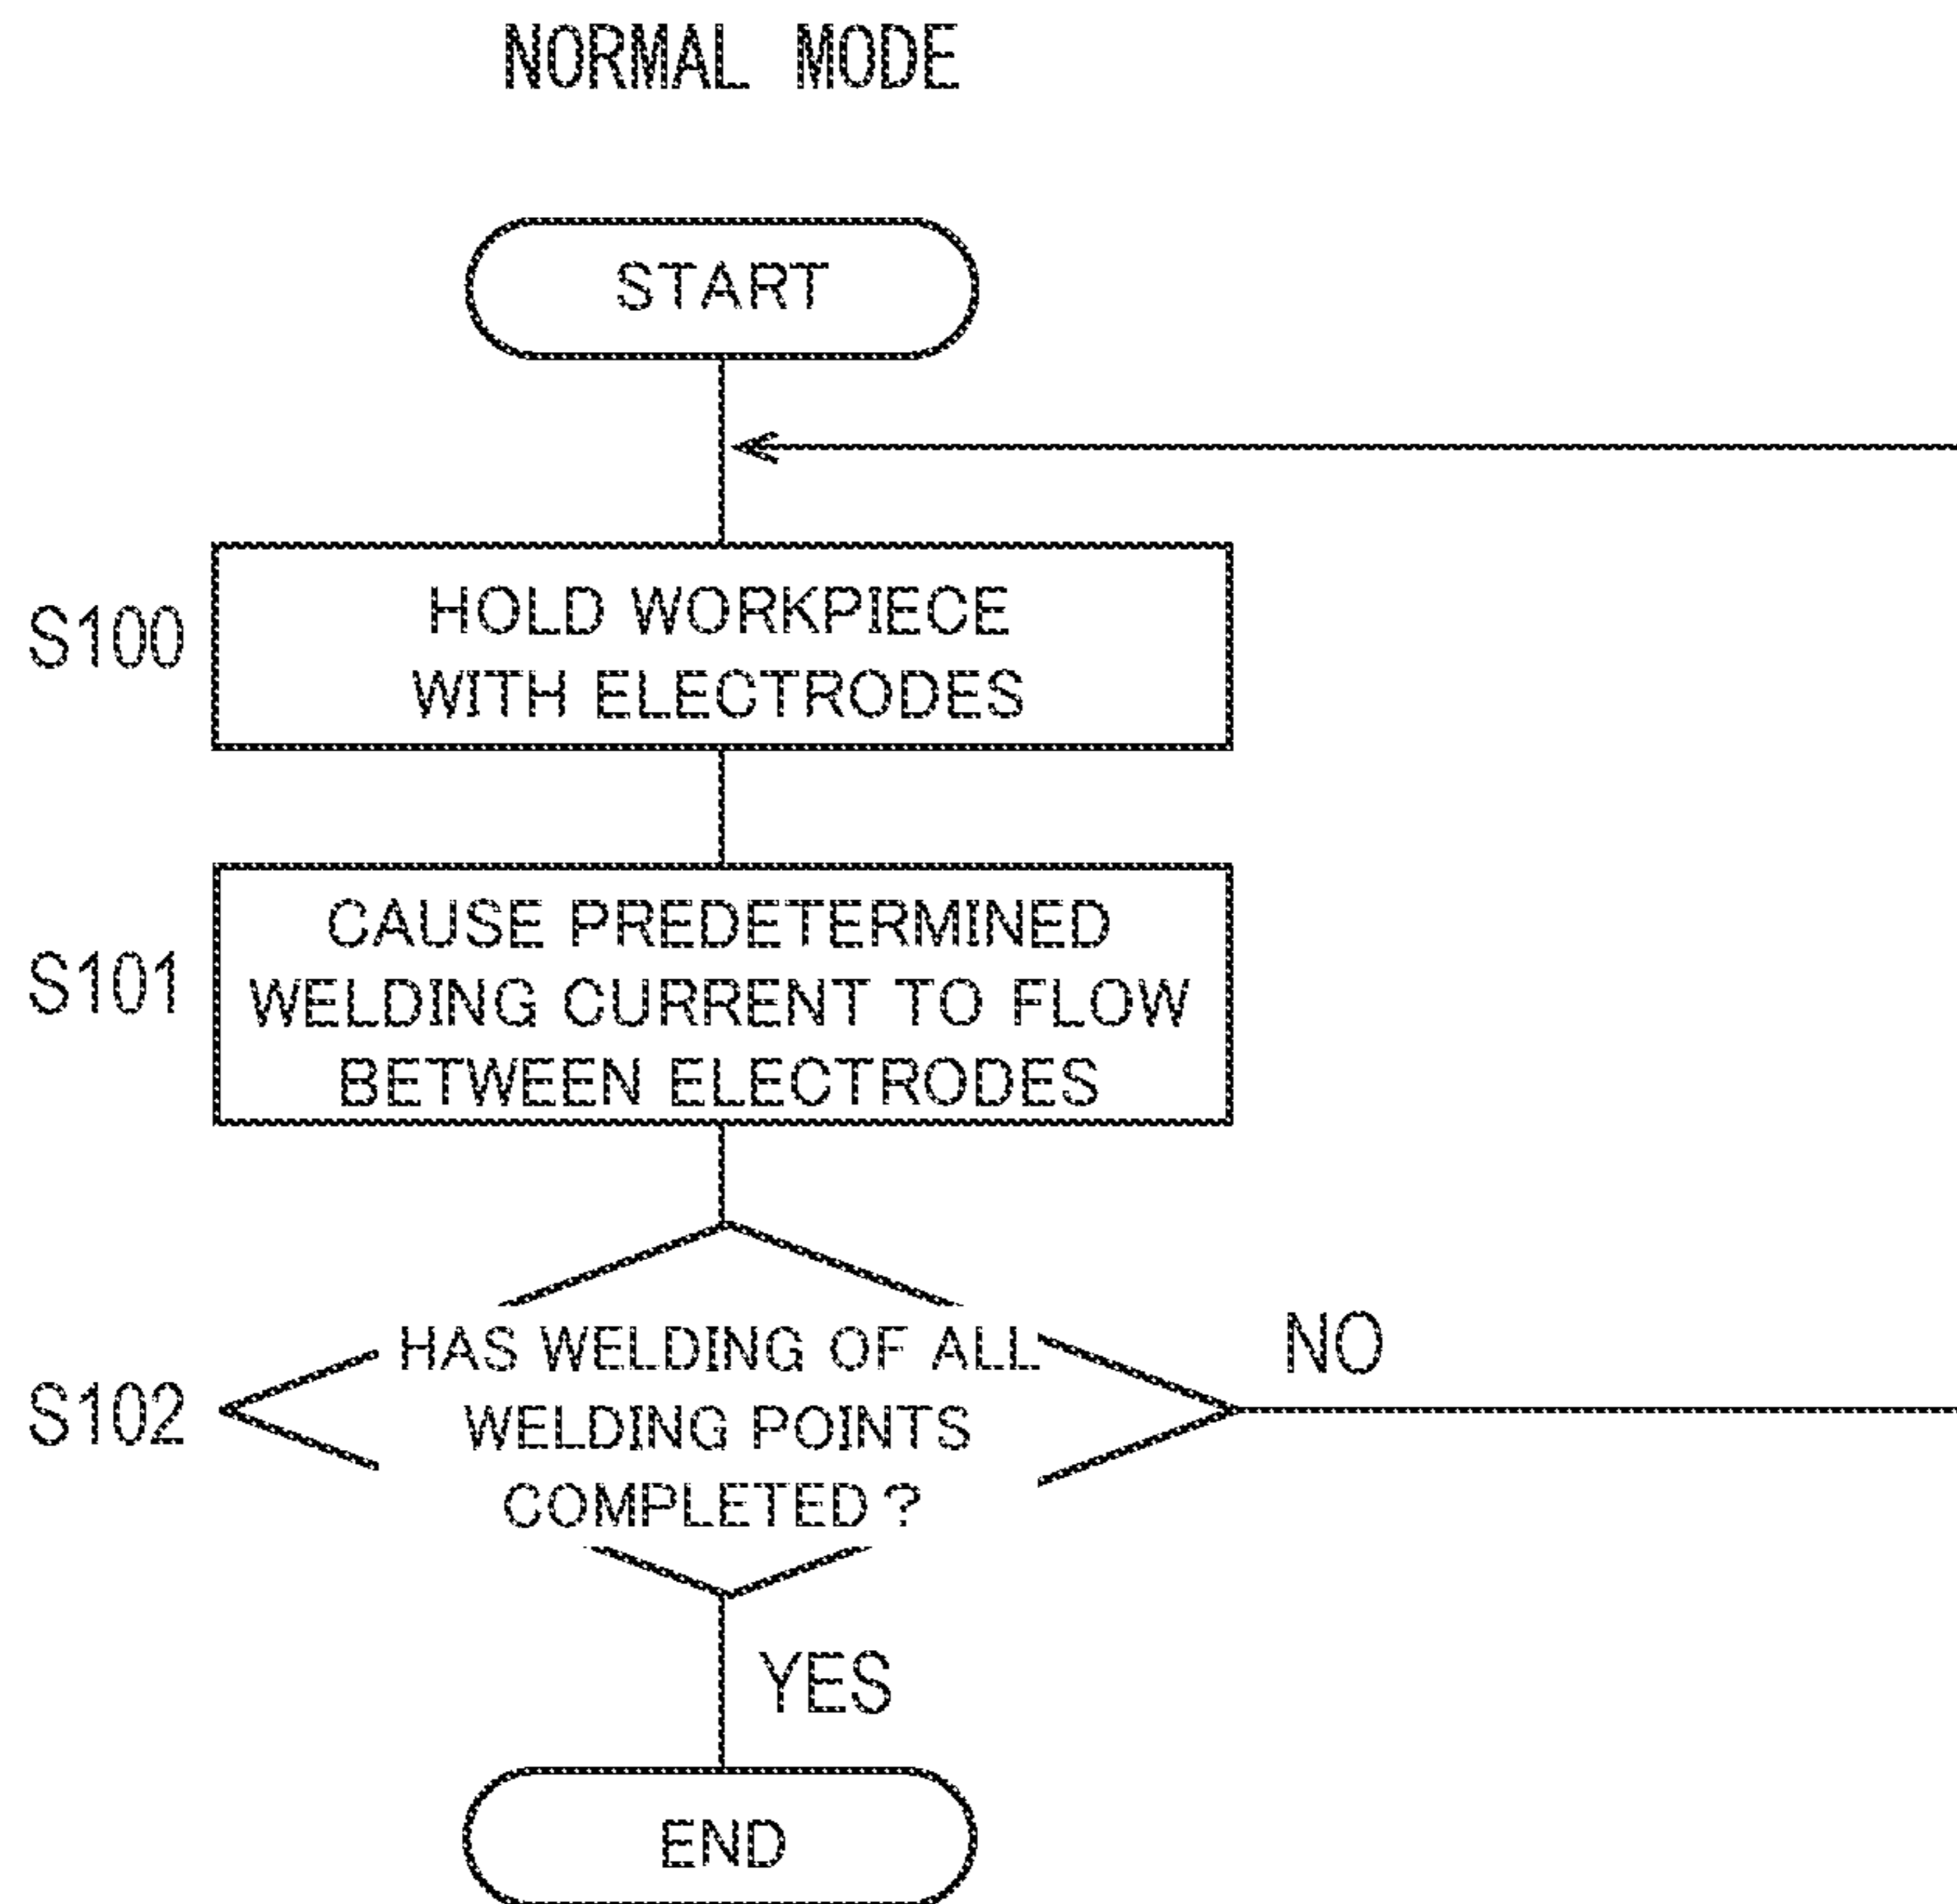 NORMAL MODE
START
S100
HOLD WORKPIECE
WITH ELECTRODES
S101
CAUSE PREDETERMINED
WELDING CURRENT TO FLOW
BETWEEN ELECTRODES
S102
HAS WELDING OF ALL
WELDING POINTS
COMPLETED?
NO
YES
END